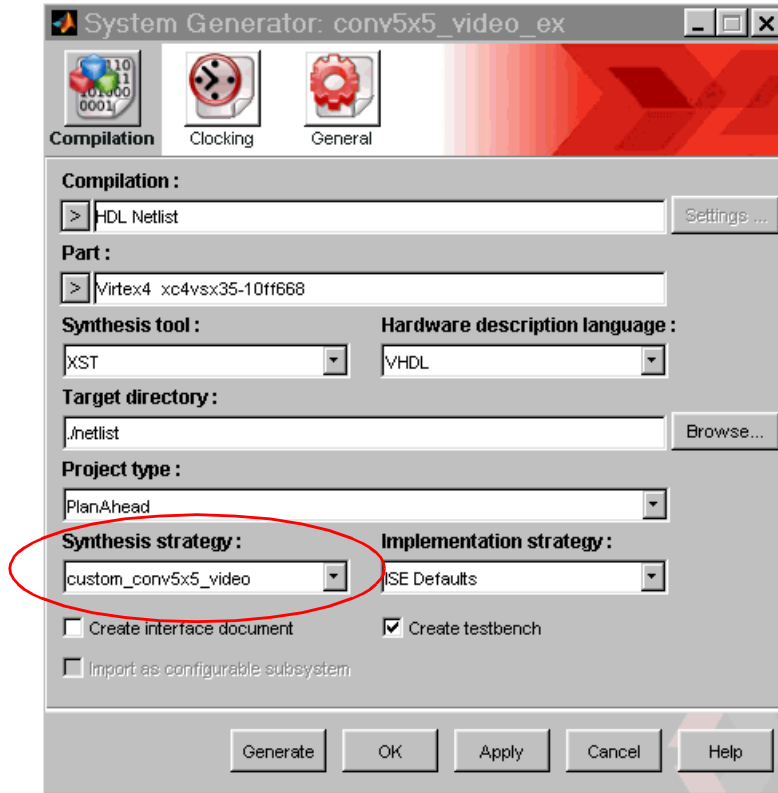 System Generator: conv5x5_video_ex
Compilation Clocking General
Compilation :
> HDL Netlist Settings ...
Part :
> Virtex4 xc4vsx35-10ff668
Synthesis tool : Hardware description language :
XST VHDL
Target directory :
./netlist Browse...
Project type :
PlanAhead
Synthesis strategy : Implementation strategy :
custom_conv5x5_video ISE Defaults
Create interface document Create testbench
Import as configurable subsystem
Generate OK Apply Cancel Help